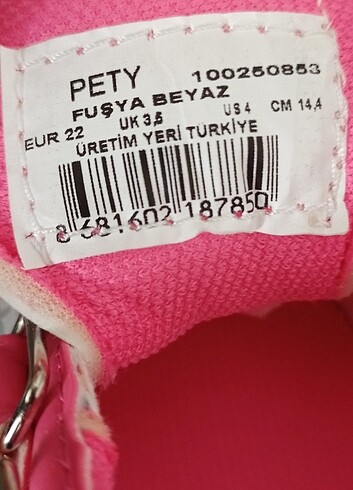 PETY 100250853
FUŞYA BEYAZ
EUR 22 UK 3,5 US 4 CM 14,4
ÜRETİM YERİ TÜRKİYE
8 681602 187850